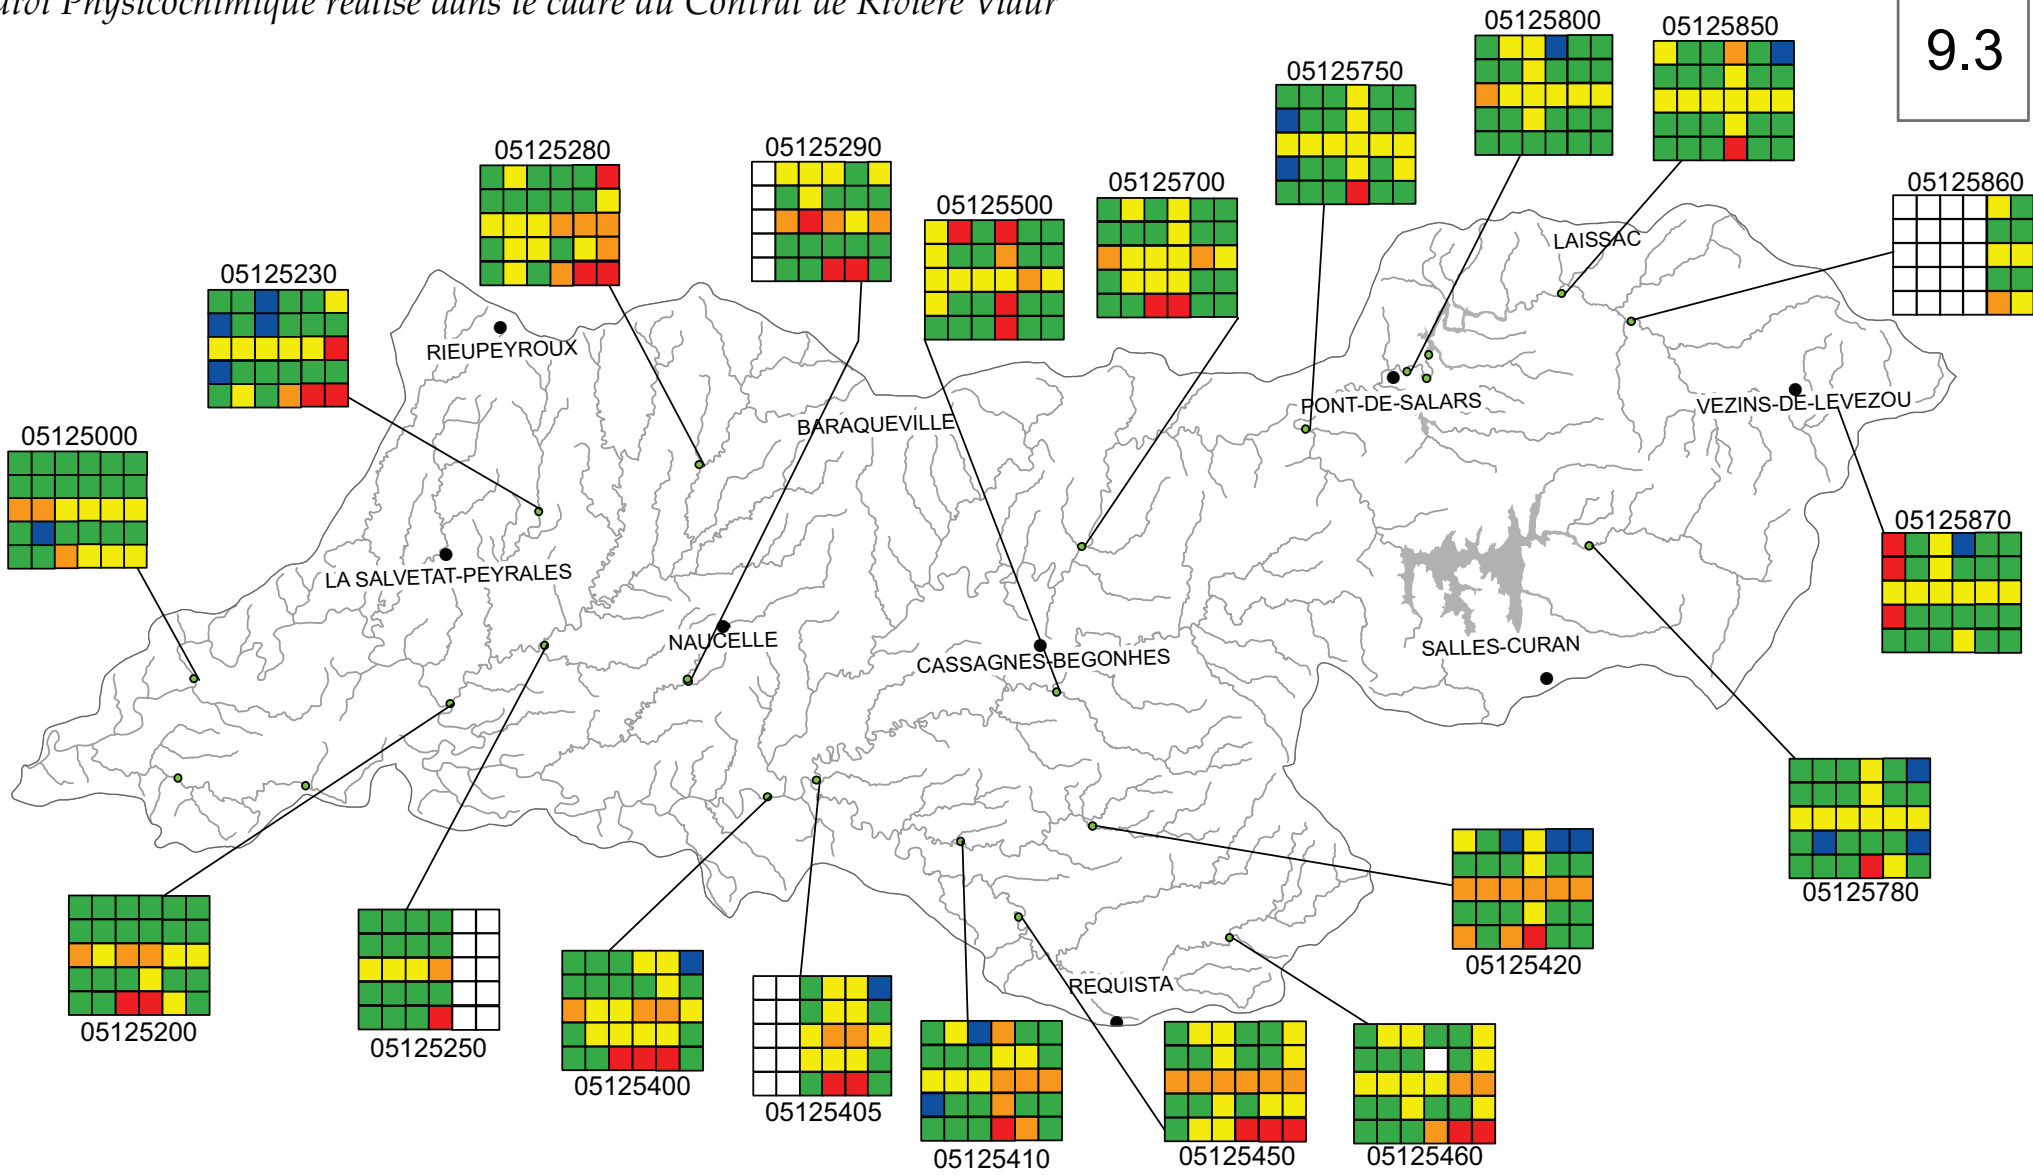 Physicochimique réalisé dans le cadre du Contrat de Rivière Viaur
9.3
05125800
05125850
05125750
05125280
05125290
05125860
05125700
05125500
LAISSAC
05125230
RIEUPEYROUX
PONT-DE-SALARS
VEZINS-DE-LEVEZOU
BARAQUEVILLE
05125000
05125870
LA SALVETAT-PEYRALES
NAUCELLE
CASSAGNES-BEGONHES
SALLES-CURAN
05125780
05125420
REQUISTA
05125200
05125250
05125400
05125405
05125410
05125450
05125460